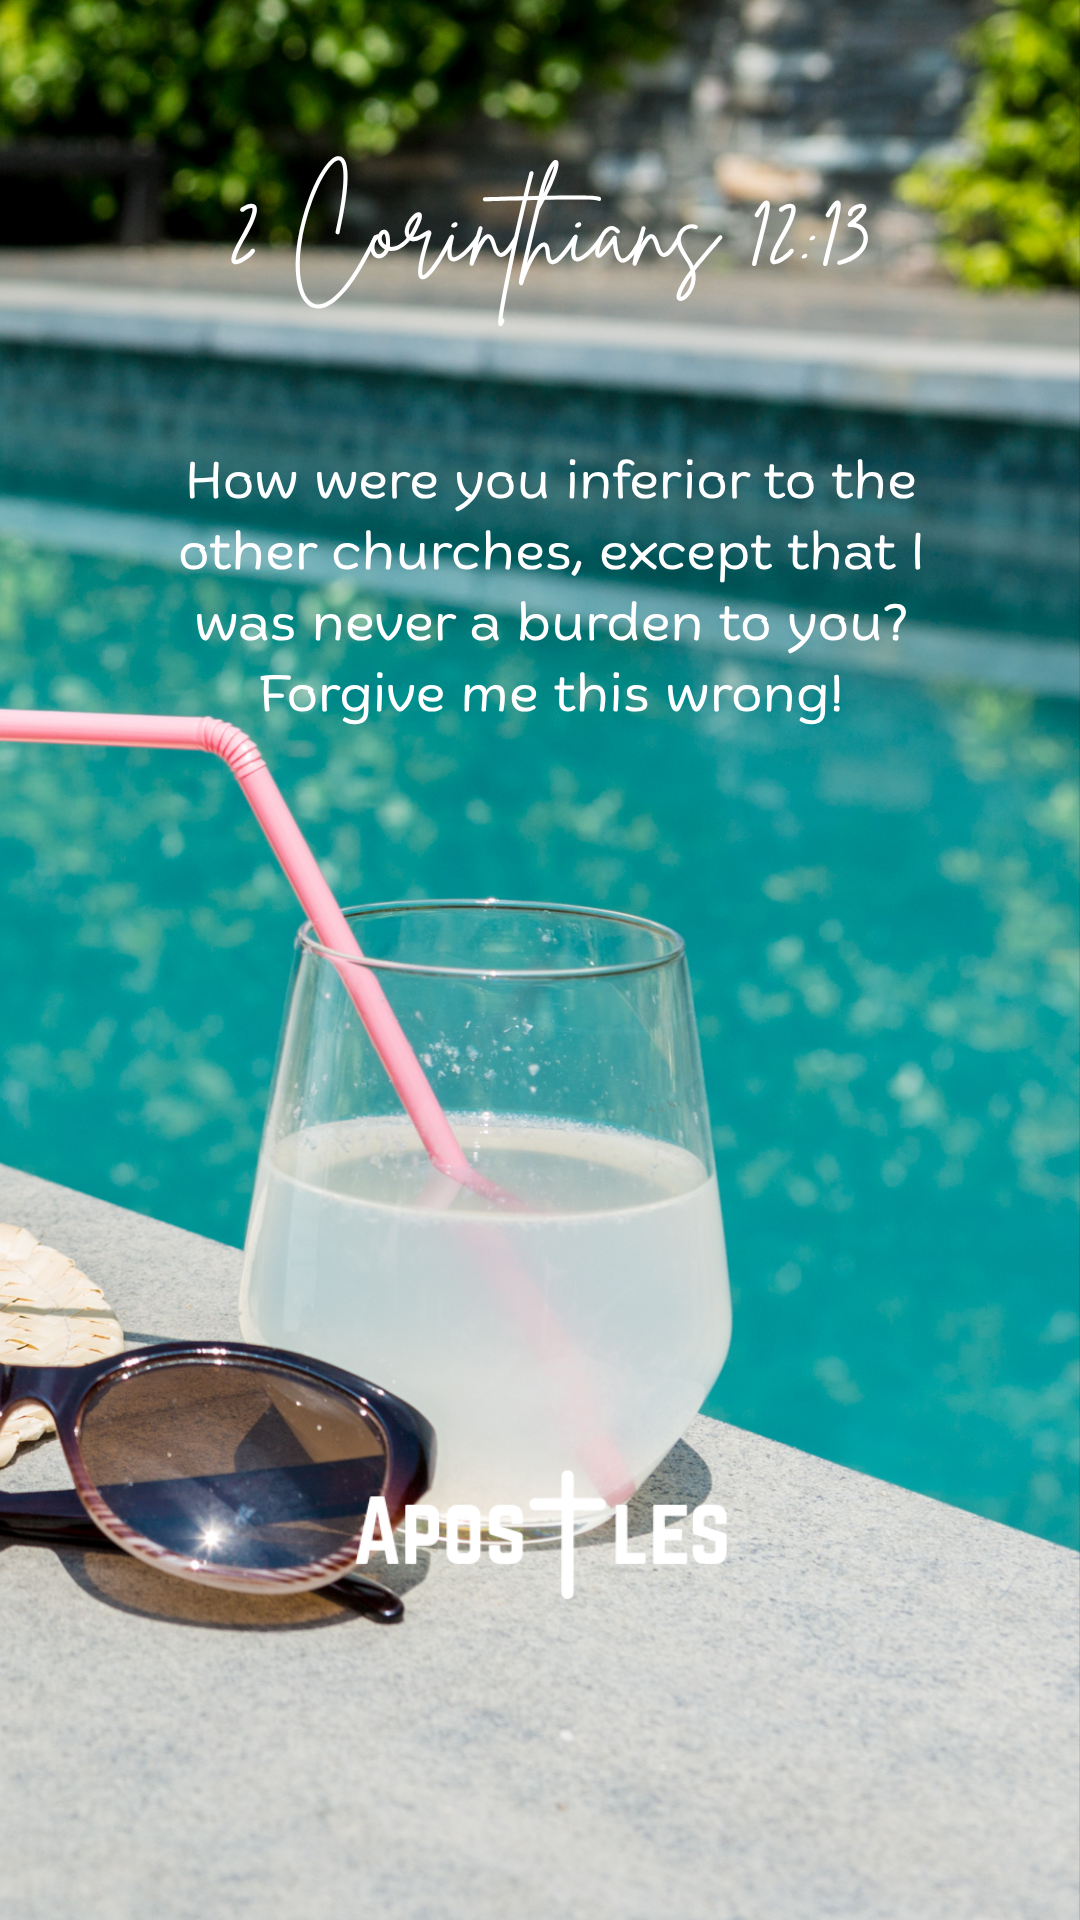 2 Corinthians 12:13
How were you inferior to the
other churches, except that I
was never a burden to you?
Forgive me this wrong!
APOSTLES